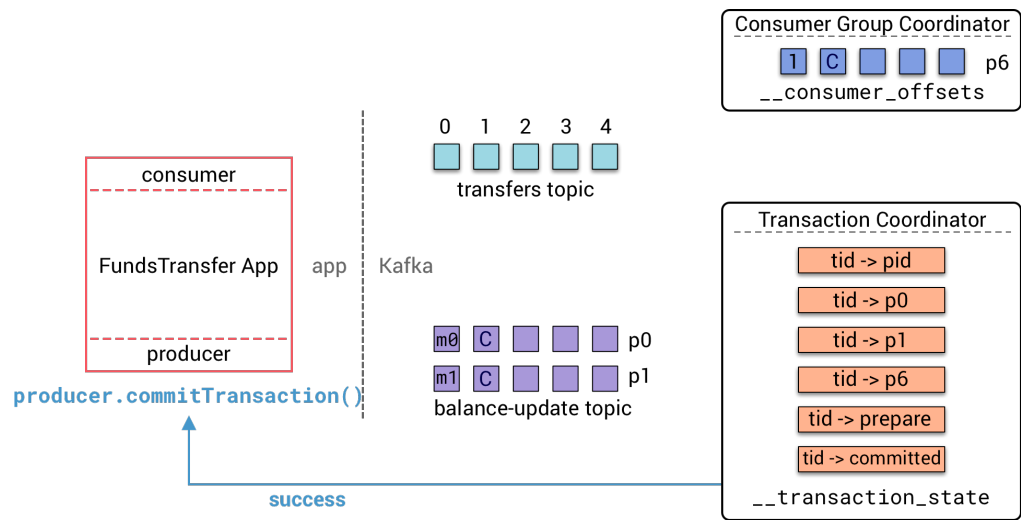 Consumer Group Coordinator
1 C p6
__consumer_offsets
0 1 2 3 4
transfers topic
consumer
FundsTransfer App
producer
producer.commitTransaction()
app
Kafka
m0 C p0
m1 C p1
balance-update topic
Transaction Coordinator
tid -> pid
tid -> p0
tid -> p1
tid -> p6
tid -> prepare
tid -> committed
__transaction_state
success